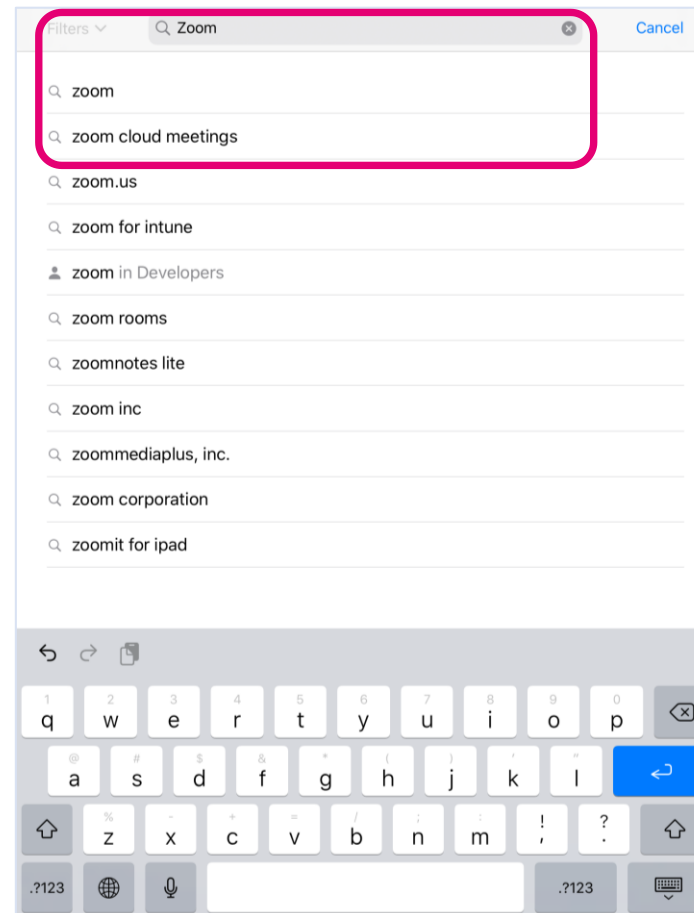 Filters Zoom Cancel
zoom
zoom cloud meetings
zoom.us
zoom for intune
zoom in Developers
zoom rooms
zoomnotes lite
zoom inc
zoommediaplus, inc.
zoom corporation
zoomit for ipad
1 2 3 4 5 6 7 8 9 0
q w e r t y u i o p
@ # $ & * ( ) ' "
a s d f g h j k l
% - + = / ; : ! ?
z x c v b n m , .
.?123 .?123